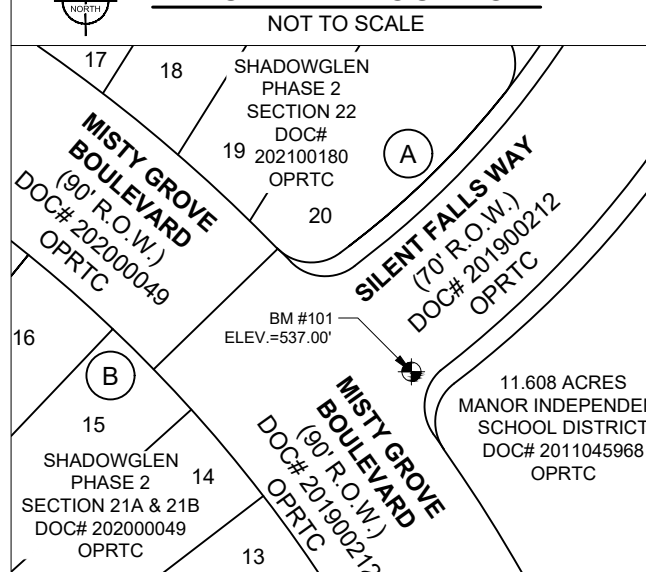 NORTH
NOT TO SCALE
17
18
SHADOWGLEN
PHASE 2
SECTION 22
DOC#
202100180
OPRTC
19
20
A
MISTY GROVE
BOULEVARD
(90' R.O.W.)
DOC# 202000049
OPRTC
SILENT FALLS WAY
(70' R.O.W.)
DOC# 201900212
OPRTC
BM #101
ELEV.=537.00'
16
B
15
SHADOWGLEN
PHASE 2
SECTION 21A & 21B
DOC# 202000049
OPRTC
14
13
MISTY GROVE
BOULEVARD
(90' R.O.W.)
DOC# 201900212
OPRTC
11.608 ACRES
MANOR INDEPENDE
SCHOOL DISTRICT
DOC# 2011045968
OPRTC